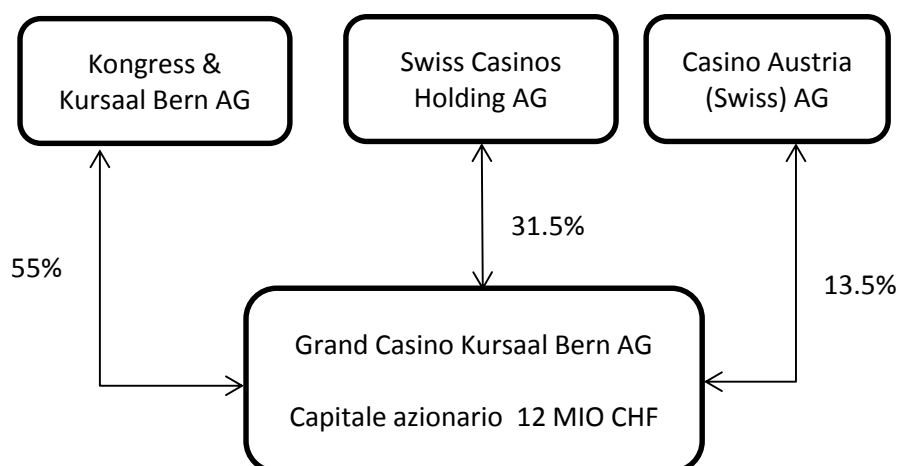 Kongress &
Kursaal Bern AG
Swiss Casinos
Holding AG
Casino Austria
(Swiss) AG
55%
31.5%
13.5%
Grand Casino Kursaal Bern AG
Capitale azionario 12 MIO CHF